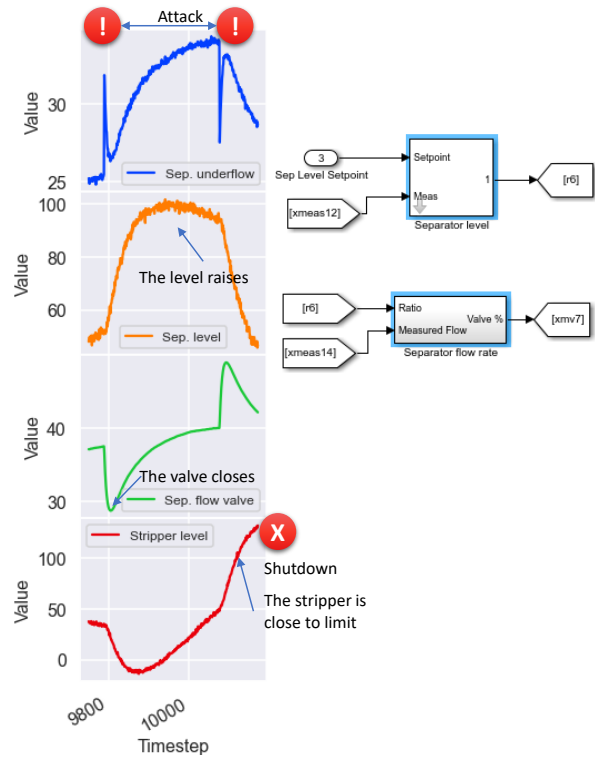 ! Attack !
Value
30
25
Sep. underflow
Value
100
80
60
The level raises
Sep. level
Value
40
30
The valve closes
Sep. flow valve
Value
100
50
0
Stripper level
X
Shutdown
The stripper is
close to limit
9800
10000
Timestep
3
Sep Level Setpoint
[xmeas12]
Setpoint
Meas
1
Separator level
[r6]
[r6]
[xmeas14]
Ratio
Measured Flow
Valve %
Separator flow rate
[xmv7]